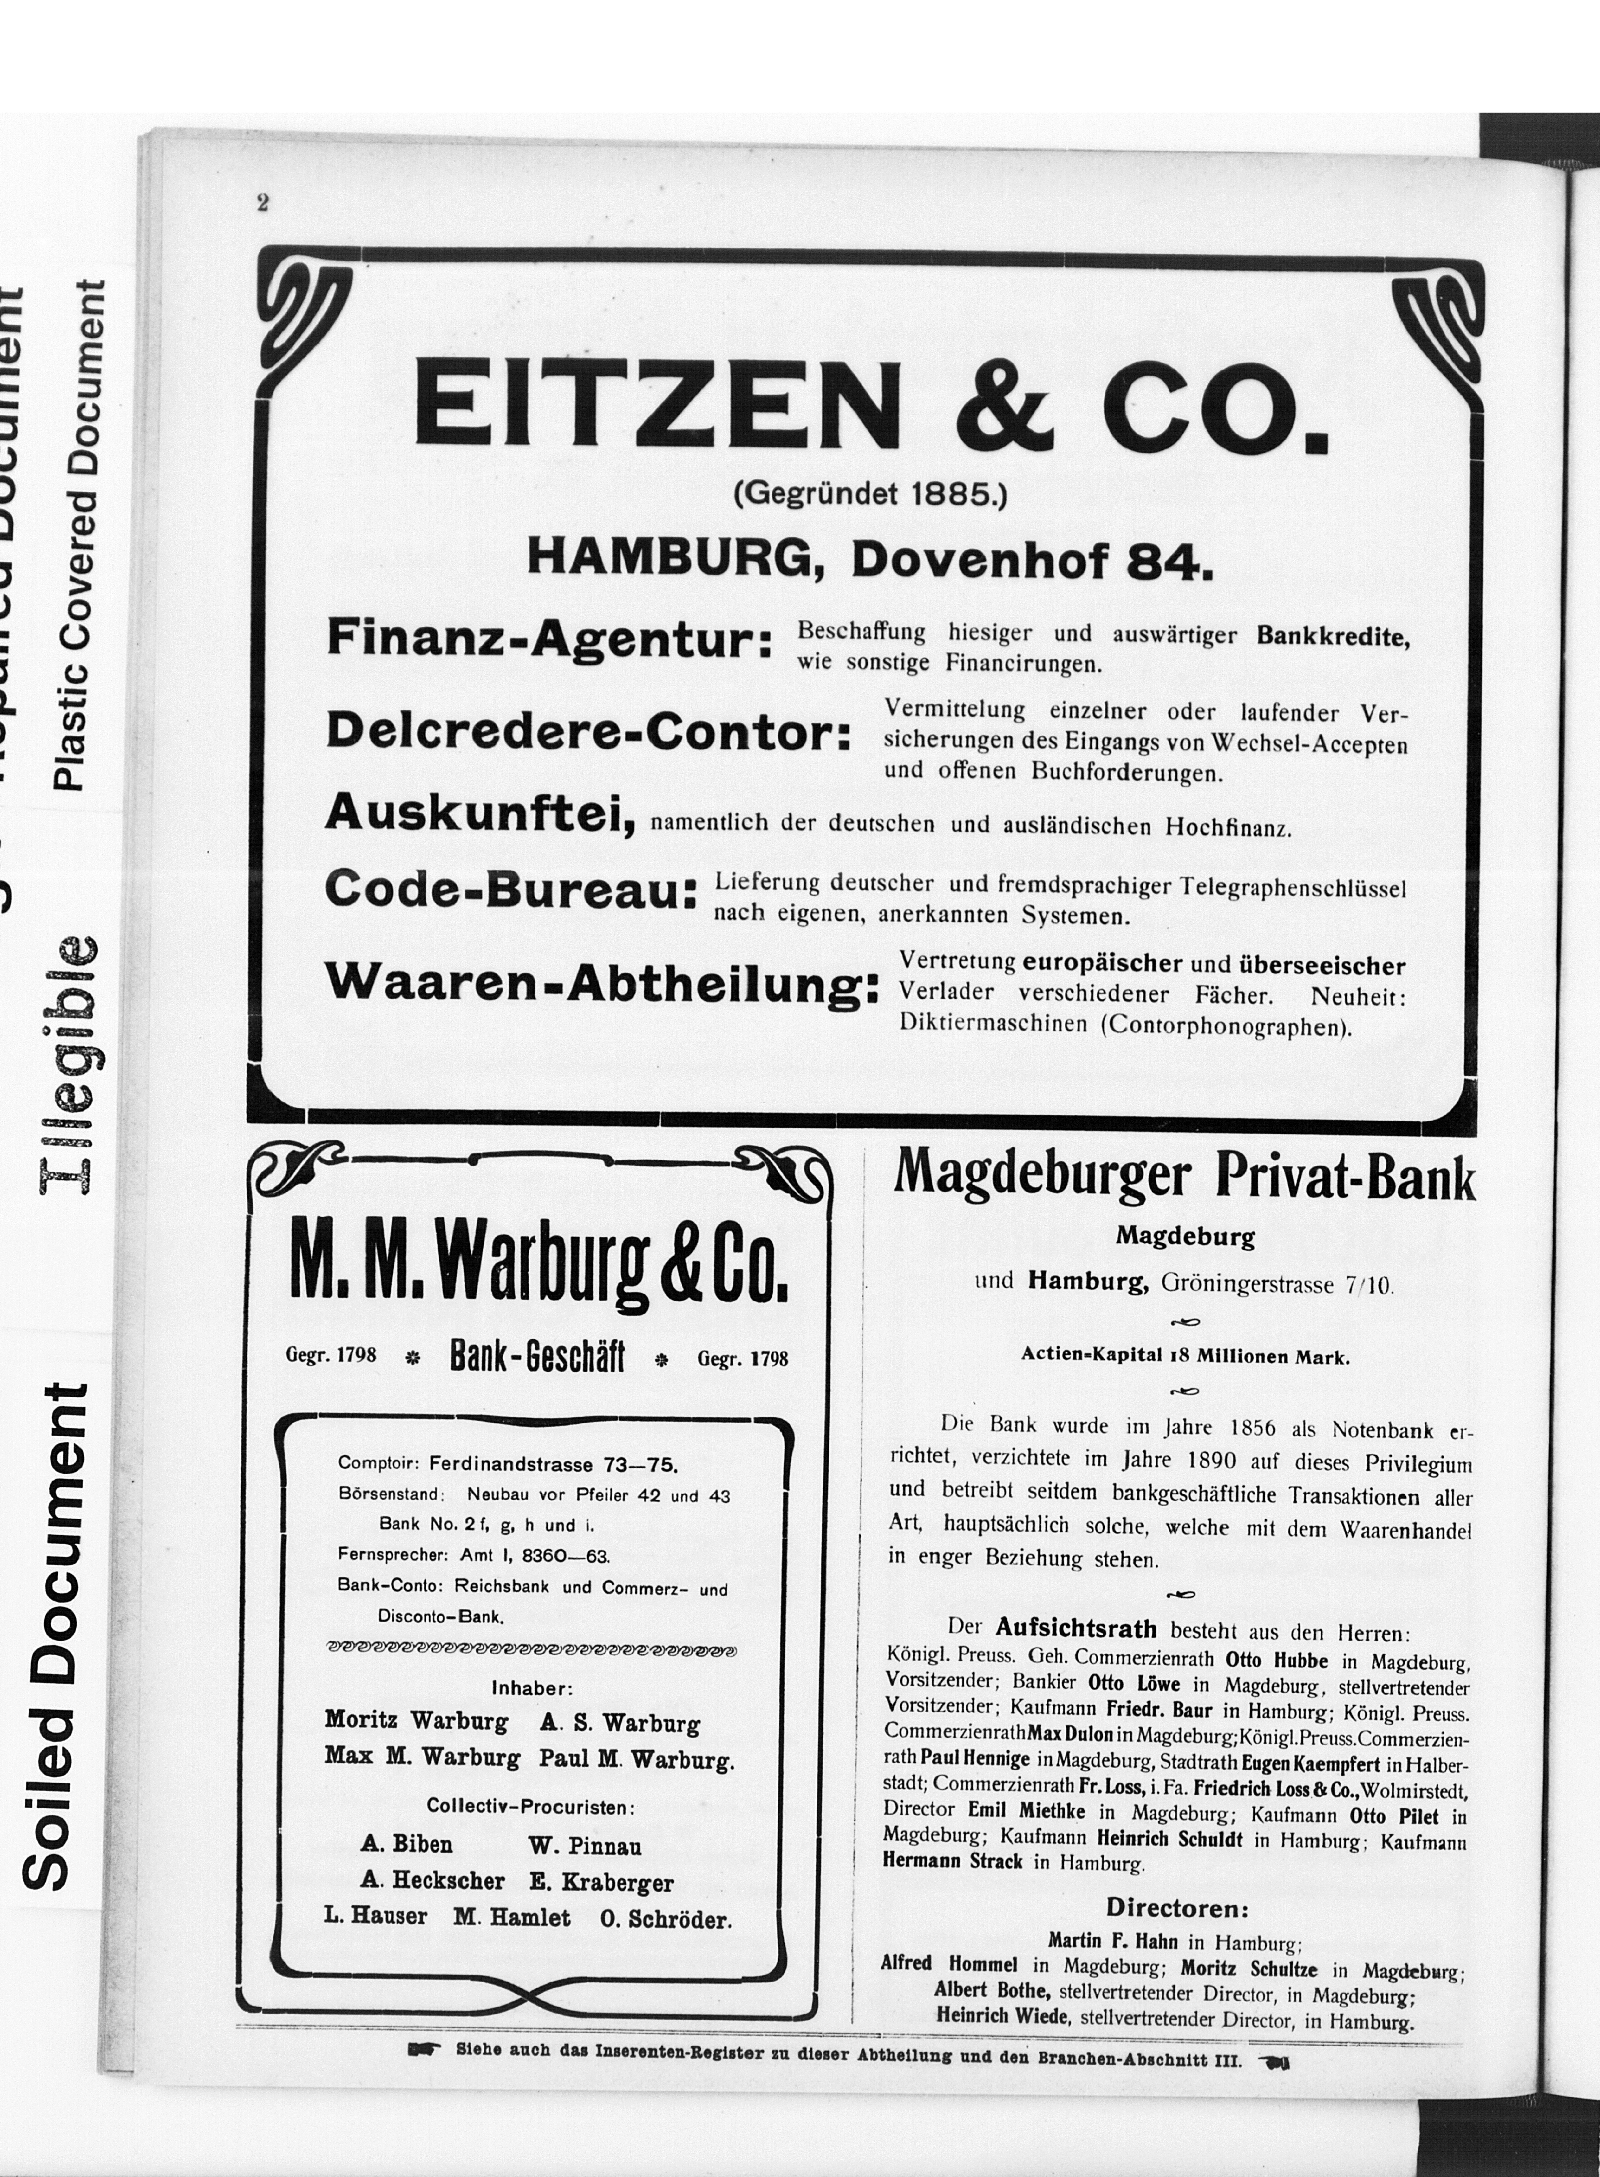 2
EITZEN & CO.
(Gegründet 1885.)
HAMBURG, Dovenhof 84.
Finanz-Agentur: Beschaffung hiesiger und auswärtiger Bankkredite,
wie sonstige Financirungen.
Delcredere-Contor: Vermittelung einzelner oder laufender Ver-
sicherungen des Eingangs von Wechsel-Accepten
und offenen Buchforderungen.
Auskunftei, namentlich der deutschen und ausländischen Hochfinanz.
Code-Bureau: Lieferung deutscher und fremdsprachiger Telegraphenschlüssel
nach eigenen, anerkannten Systemen.
Waaren-Abtheilung: Vertretung europäischer und überseeischer
Verlader verschiedener Fächer. Neuheit:
Diktiermaschinen (Contorphonographen).
M. M. Warburg & Co.
Gegr. 1798 * Bank-Geschäft * Gegr. 1798
Comptoir: Ferdinandstrasse 73—75.
Börsenstand: Neubau vor Pfeiler 42 und 43
Bank No. 2 f, g, h und i.
Fernsprecher: Amt I, 8360—63.
Bank-Conto: Reichsbank und Commerz- und
Disconto-Bank.
Inhaber:
Moritz Warburg A. S. Warburg
Max M. Warburg Paul M. Warburg.
Collectiv-Procuristen:
A. Biben W. Pinnau
A. Heckscher E. Kraberger
L. Hauser M. Hamlet O. Schröder.
Magdeburger Privat-Bank
Magdeburg
und Hamburg, Gröningerstrasse 7/10.
Actien-Kapital 18 Millionen Mark.
Die Bank wurde im Jahre 1856 als Notenbank er-
richtet, verzichtete im Jahre 1890 auf dieses Privilegium
und betreibt seitdem bankgeschäftliche Transaktionen aller
Art, hauptsächlich solche, welche mit dem Waarenhandel
in enger Beziehung stehen.
Der Aufsichtsrath besteht aus den Herren:
Königl. Preuss. Geh. Commerzienrath Otto Hubbe in Magdeburg,
Vorsitzender; Bankier Otto Löwe in Magdeburg, stellvertretender
Vorsitzender; Kaufmann Friedr. Baur in Hamburg; Königl. Preuss.
Commerzienrath Max Dulon in Magdeburg; Königl. Preuss. Commerzien-
rath Paul Hennige in Magdeburg, Stadtrath Eugen Kaempfert in Halber-
stadt; Commerzienrath Fr. Loss, i. Fa. Friedrich Loss & Co., Wolmirstedt,
Director Emil Miethke in Magdeburg; Kaufmann Otto Pilet in
Magdeburg; Kaufmann Heinrich Schuldt in Hamburg; Kaufmann
Hermann Strack in Hamburg.
Directoren:
Martin F. Hahn in Hamburg;
Alfred Hommel in Magdeburg; Moritz Schultze in Magdeburg;
Albert Bothe, stellvertretender Director, in Magdeburg;
Heinrich Wiede, stellvertretender Director, in Hamburg.
Siehe auch das Inserenten-Register zu dieser Abtheilung und den Branchen-Abschnitt III.
Plastic Covered Document
Illegible
Soiled Document